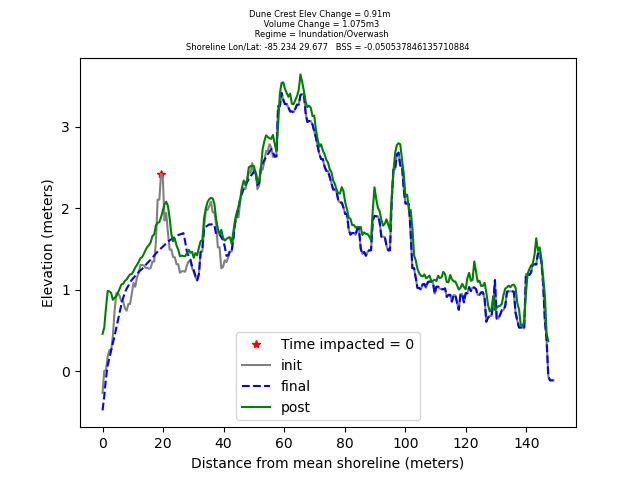 Dune Crest Elev Change = 0.91m
Volume Change = 1.075m3
Regime = Inundation/Overwash
Shoreline Lon/Lat: -85.234 29.677   BSS = -0.050537846135710884
3
2
1
0
Elevation (meters)
Time impacted = 0
init
final
post
0 20 40 60 80 100 120 140
Distance from mean shoreline (meters)